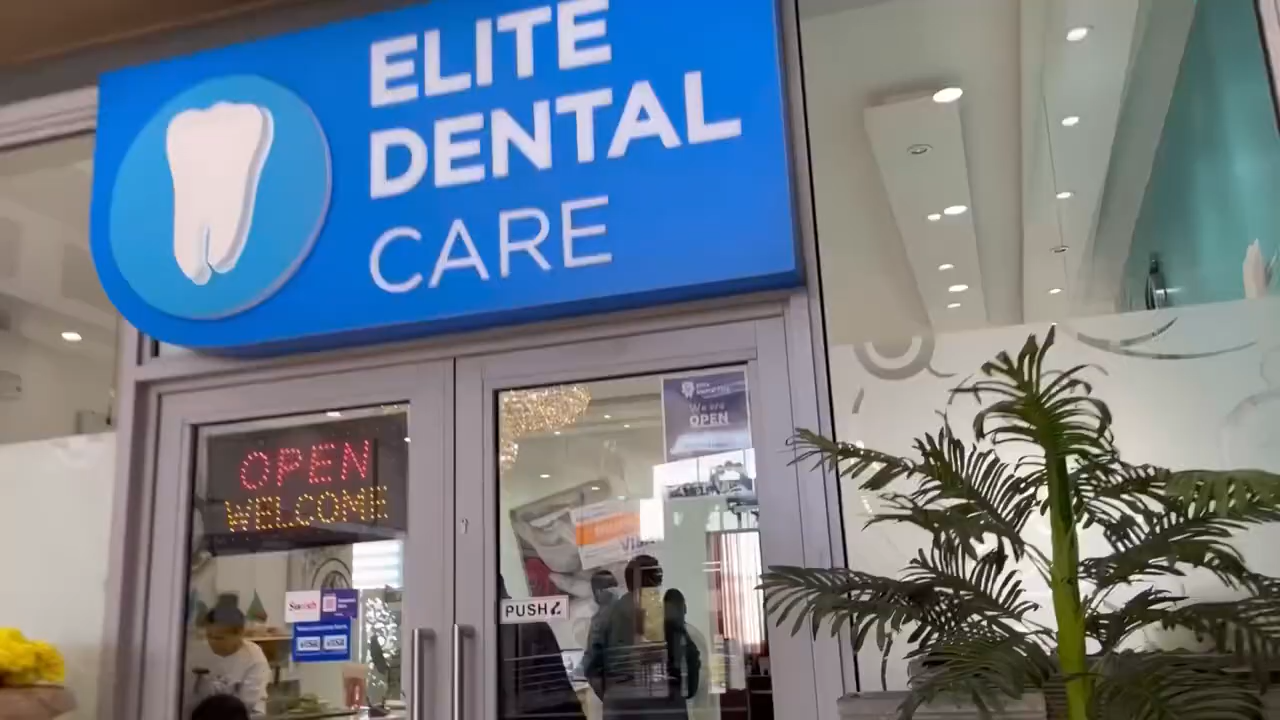 ELITE
DENTAL
CARE
We are
OPEN
OPEN
WELCOME
PUSH
VISA
VISA